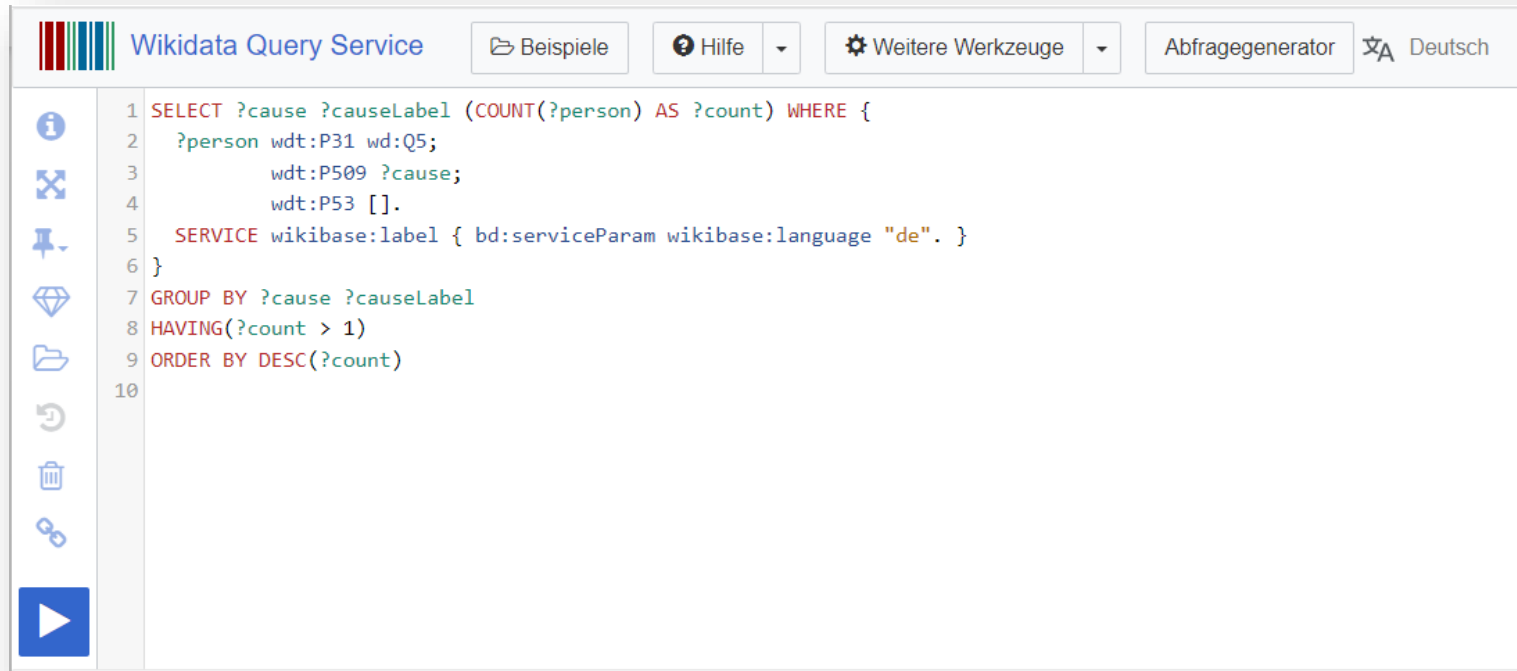 Wikidata Query Service Beispiele Hilfe Weitere Werkzeuge Abfragegenerator Deutsch
1 SELECT ?cause ?causeLabel (COUNT(?person) AS ?count) WHERE {
2   ?person wdt:P31 wd:Q5;
3           wdt:P509 ?cause;
4           wdt:P53 [].
5   SERVICE wikibase:label { bd:serviceParam wikibase:language "de". }
6 }
7 GROUP BY ?cause ?causeLabel
8 HAVING(?count > 1)
9 ORDER BY DESC(?count)
10